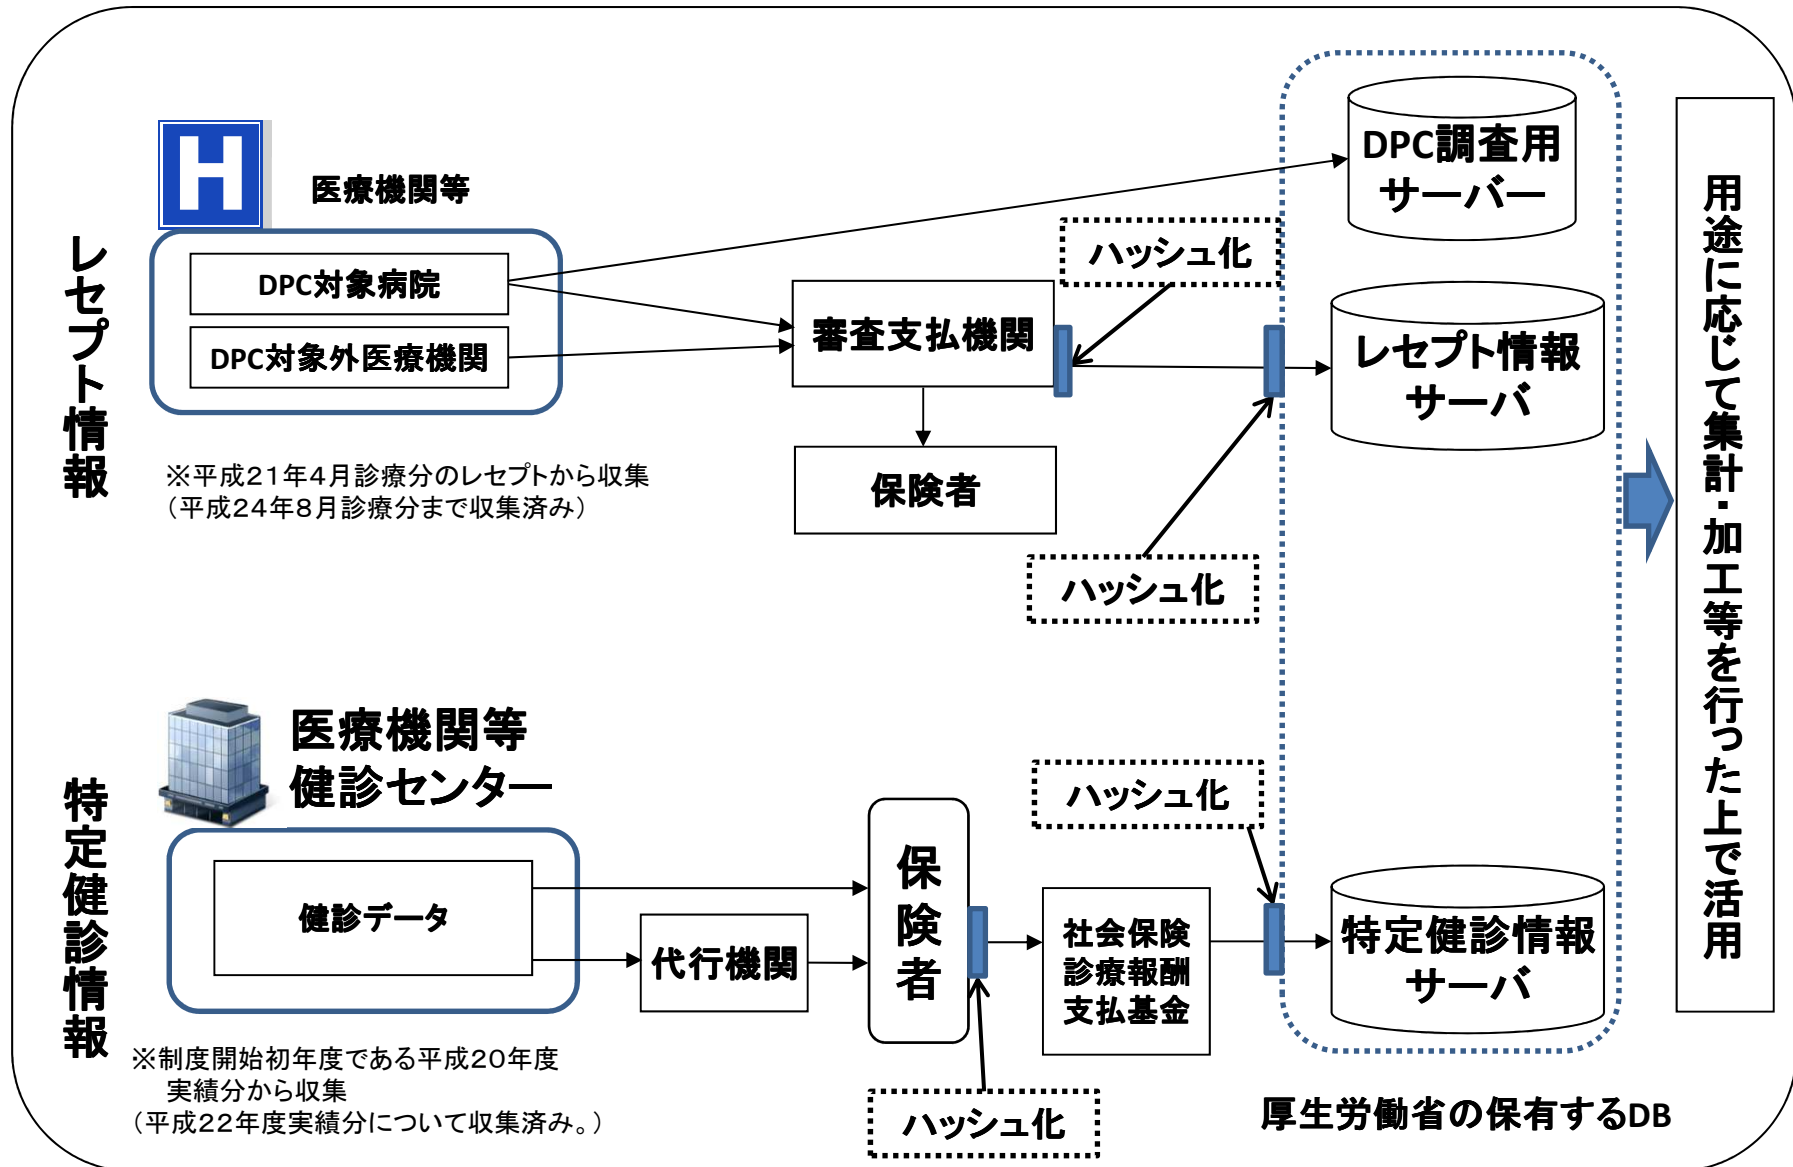 レセプト情報
H
医療機関等
DPC対象病院
DPC対象外医療機関
※平成21年4月診療分のレセプトから収集
（平成24年8月診療分まで収集済み）
審査支払機関
保険者
ハッシュ化
ハッシュ化
DPC調査用
サーバー
レセプト情報
サーバ
特定健診情報
医療機関等
健診センター
健診データ
代行機関
保険者
社会保険
診療報酬
支払基金
ハッシュ化
ハッシュ化
特定健診情報
サーバ
※制度開始初年度である平成20年度
実績分から収集
（平成22年度実績分について収集済み。）
厚生労働省の保有するDB
用途に応じて集計・加工等を行った上で活用